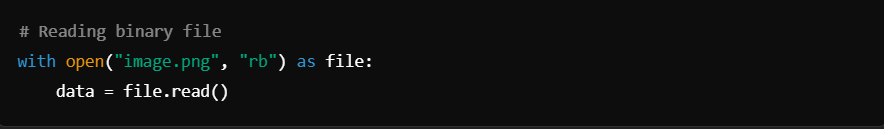 # Reading binary file
with open("image.png", "rb") as file:
    data = file.read()